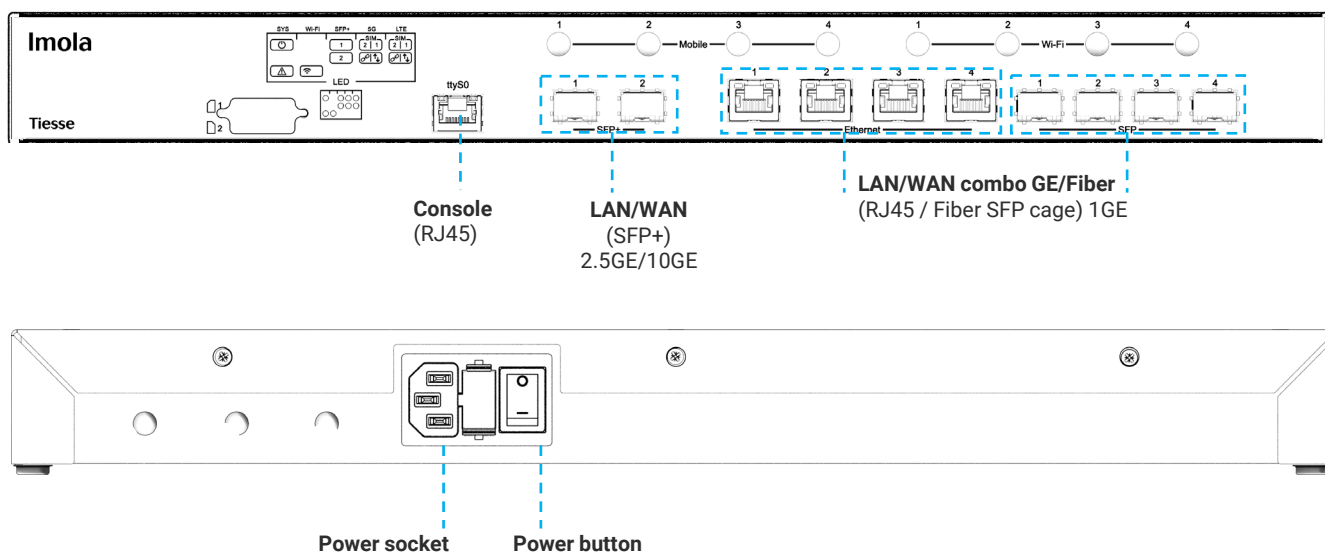 Imola
SYS Wi-Fi SFP+ 5G LTE
SIM SIM
1 2 1 2 1
2
LED
1
2
Tiesse
ttyS0
1 2 3 4
Mobile
1 2 3 4
Wi-Fi
1 2
SFP+
1 2 3 4
Ethernet
1 2 3 4
SFP
Console
(RJ45)
LAN/WAN
(SFP+)
2.5GE/10GE
LAN/WAN combo GE/Fiber
(RJ45 / Fiber SFP cage) 1GE
Power socket
Power button